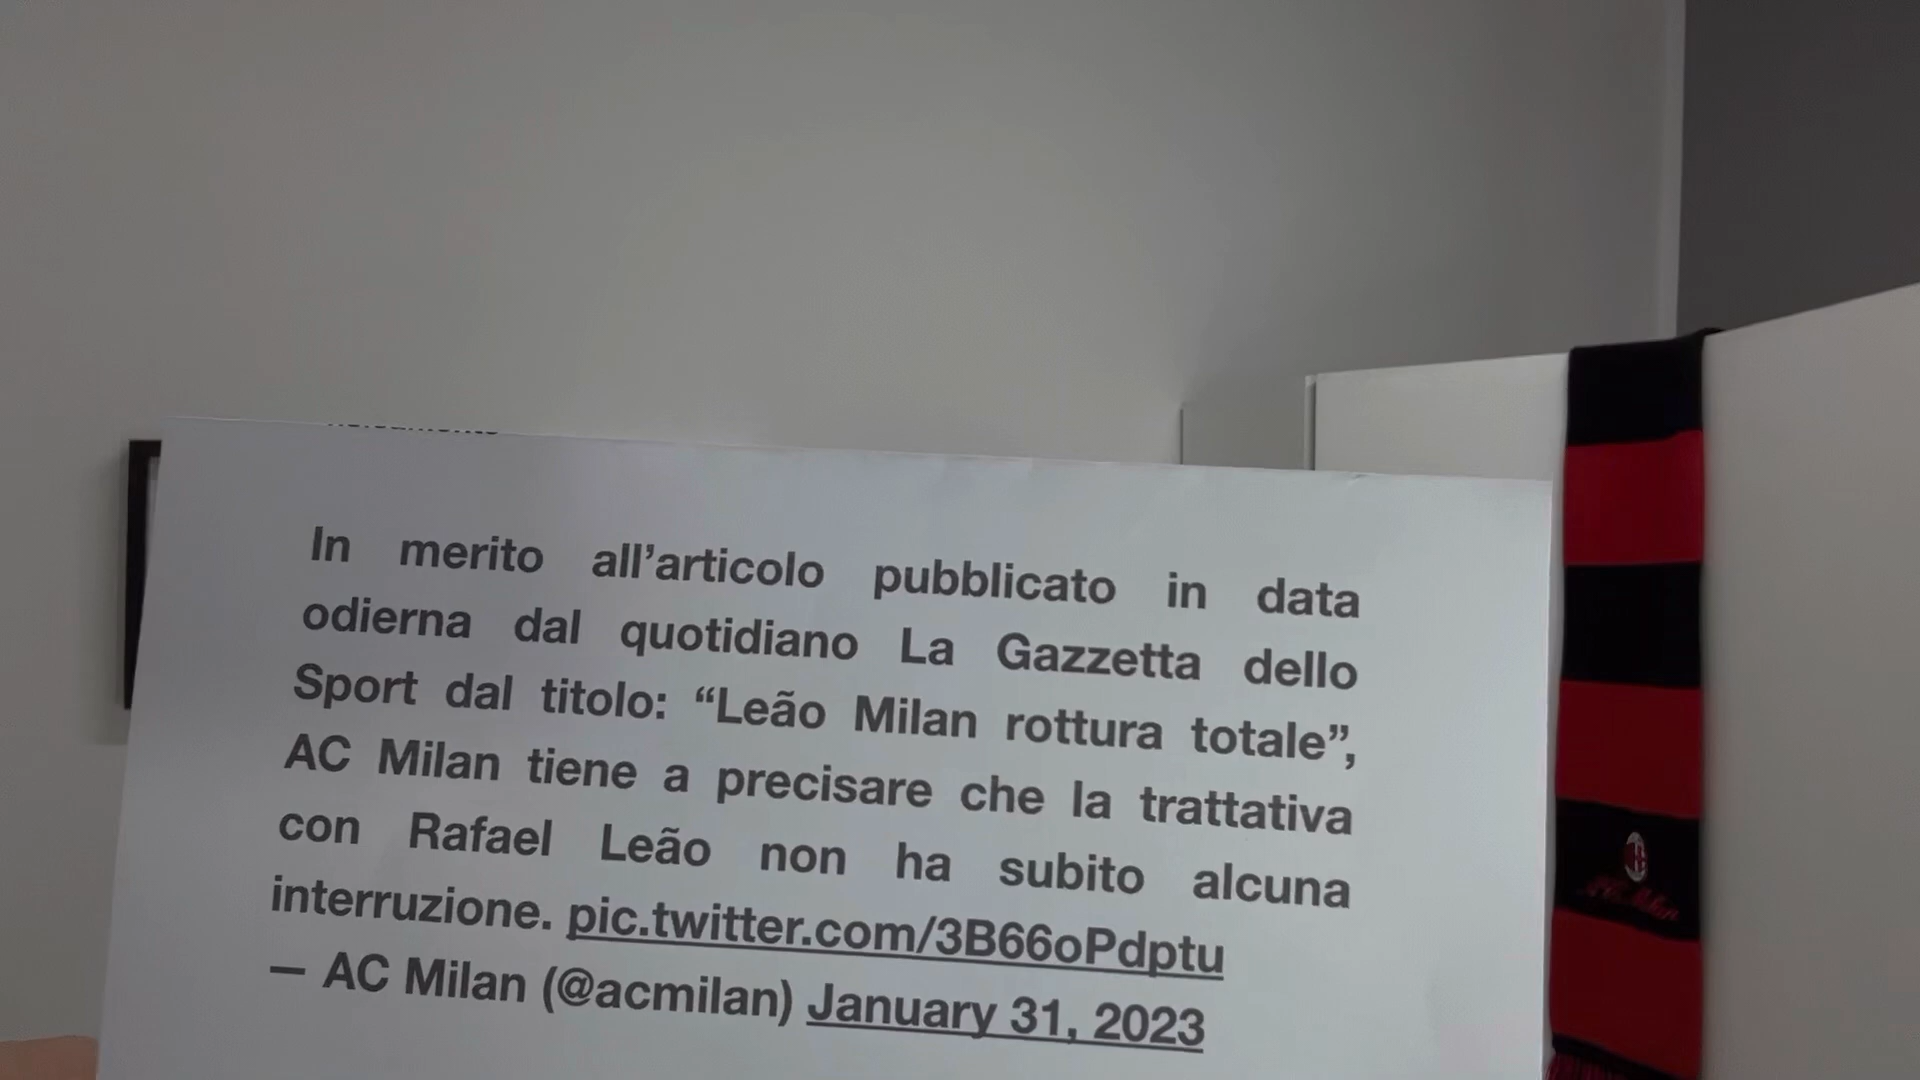 In merito all’articolo pubblicato in data
odierna dal quotidiano La Gazzetta dello
Sport dal titolo: “Leão Milan rottura totale”,
AC Milan tiene a precisare che la trattativa
con Rafael Leão non ha subito alcuna
interruzione. pic.twitter.com/3B66oPdptu
— AC Milan (@acmilan) January 31, 2023